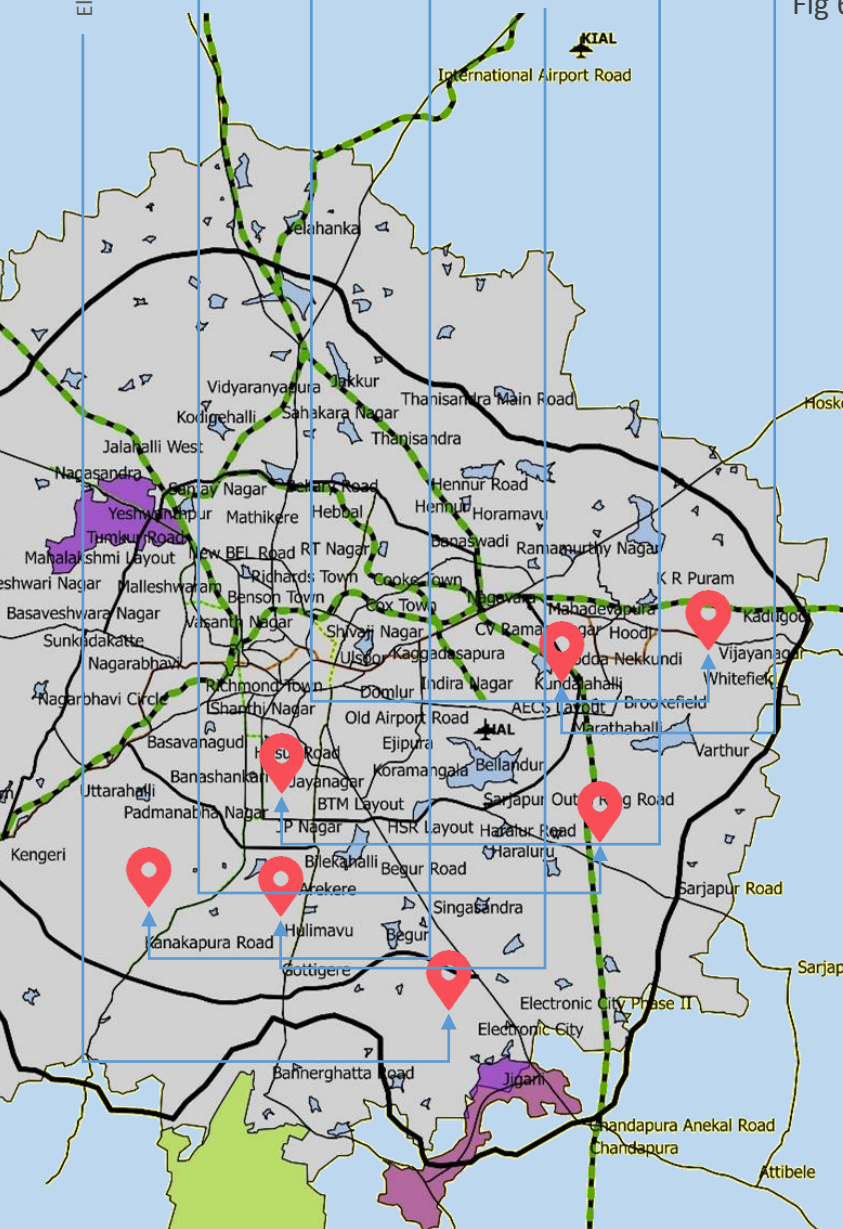 El
Fig 6
KIAL
International Airport Road
Yelahanka
Vidyaranyapura
Jakkur
Thanisandra Main Road
Hosko
Kodigehalli
Sahakara Nagar
Jalahalli West
Thanisandra
Nagasandra
Sanjay Nagar
Bellary Road
Hennur Road
Yeshwanthpur
Mathikere
Hebbal
Hennur
Horamavu
Tumkur Road
Banaswadi
Ramamurthy Nagar
Mahalakshmi Layout
New BEL Road
RT Nagar
eshwari Nagar
Malleshwaram
Richards Town
Cooke Town
K R Puram
Benson Town
Cox Town
Nagavara
Mahadevapura
Basaveshwara Nagar
Vasanth Nagar
Shivaji Nagar
CV Raman Nagar
Hoodi
Kadugodi
Sunkadakatte
Nagarabhavi
Ulsoor
Kaggadasapura
Dodda Nekkundi
Vijayanagar
Nagarbhavi Circle
Richmond Town
Domlur
Indira Nagar
Kundalahalli
Whitefield
Shanthi Nagar
Old Airport Road
AECS Layout
Brookefield
Basavanagudi
Hosur Road
Ejipura
HAL
Marathahalli
Varthur
Banashankari
Jayanagar
Koramangala
Bellandur
Uttarahalli
BTM Layout
Sarjapur Outer Ring Road
Padmanabha Nagar
JP Nagar
HSR Layout
Haralur Road
Kengeri
Bilekahalli
Begur Road
Haraluru
Arekere
Sarjapur Road
Singasandra
Hulimavu
Begur
Kanakapura Road
Gottigere
Sarjap
Electronic City Phase II
Electronic City
Bannerghatta Road
Jigani
Chandapura Anekal Road
Chandapura
Attibele